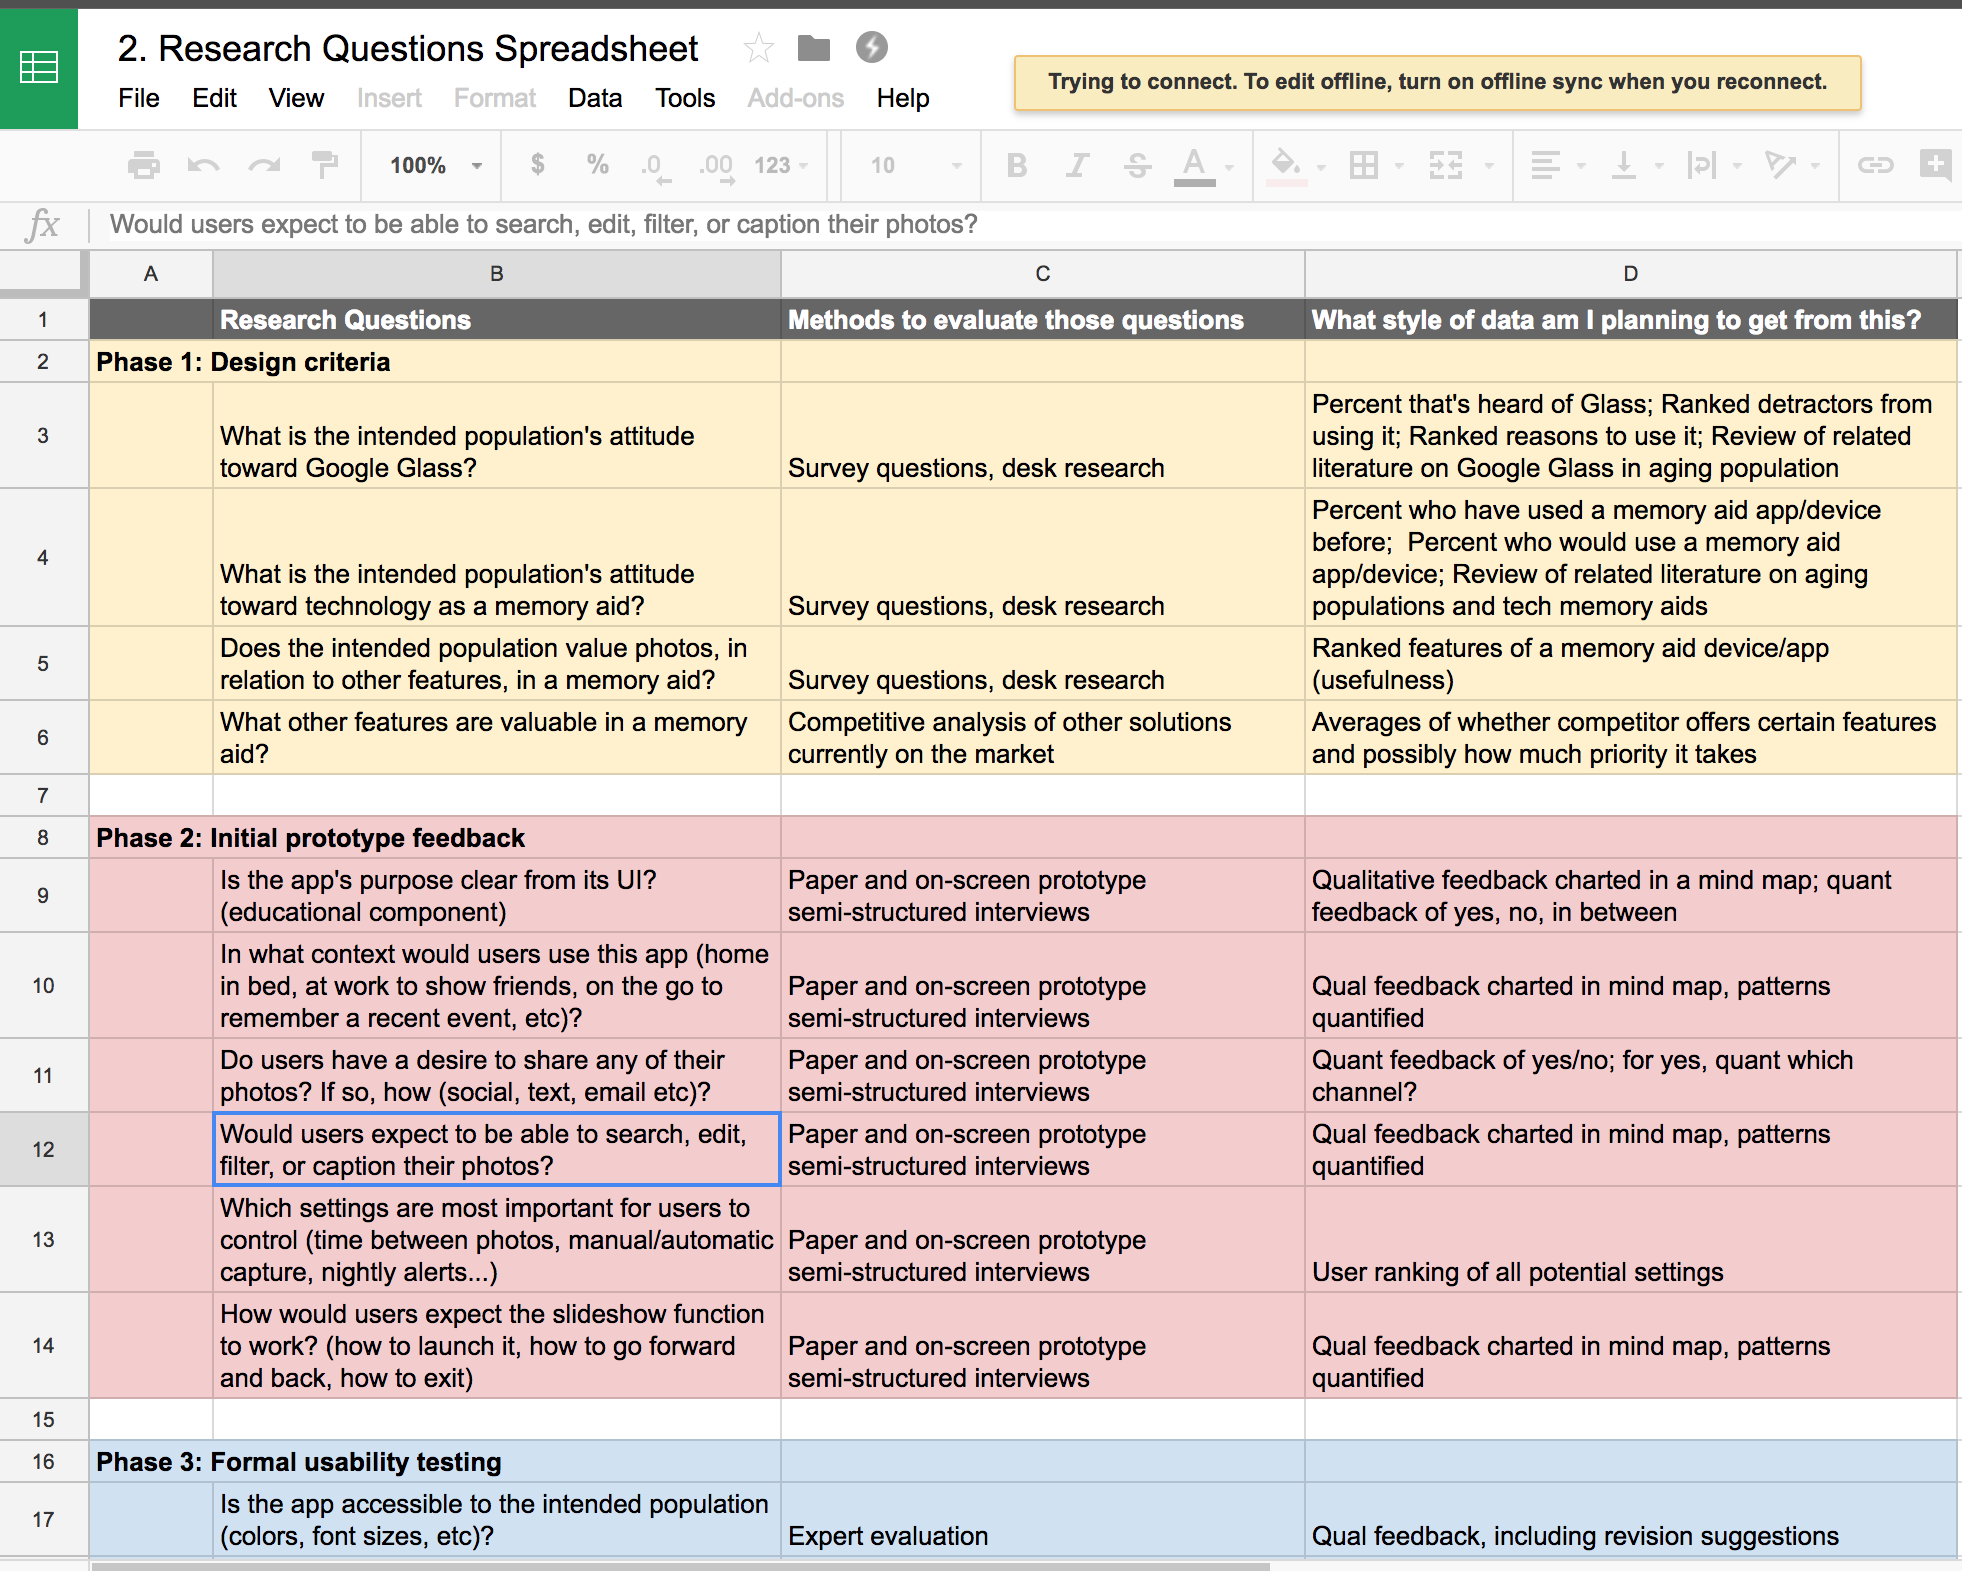 2. Research Questions Spreadsheet
File Edit View Insert Format Data Tools Add-ons Help
Trying to connect. To edit offline, turn on offline sync when you reconnect.
100% $ % .0 .00 123 10 B I S A
fx Would users expect to be able to search, edit, filter, or caption their photos?
A B C D
1 Research Questions Methods to evaluate those questions What style of data am I planning to get from this?
2 Phase 1: Design criteria
3
What is the intended population's attitude
toward Google Glass?
Survey questions, desk research
Percent that's heard of Glass; Ranked detractors from
using it; Ranked reasons to use it; Review of related
literature on Google Glass in aging population
4
What is the intended population's attitude
toward technology as a memory aid?
Survey questions, desk research
Percent who have used a memory aid app/device
before;  Percent who would use a memory aid
app/device; Review of related literature on aging
populations and tech memory aids
5
Does the intended population value photos, in
relation to other features, in a memory aid?
Survey questions, desk research
Ranked features of a memory aid device/app
(usefulness)
6
What other features are valuable in a memory
aid?
Competitive analysis of other solutions
currently on the market
Averages of whether competitor offers certain features
and possibly how much priority it takes
7
8 Phase 2: Initial prototype feedback
9
Is the app's purpose clear from its UI?
(educational component)
Paper and on-screen prototype
semi-structured interviews
Qualitative feedback charted in a mind map; quant
feedback of yes, no, in between
10
In what context would users use this app (home
in bed, at work to show friends, on the go to
remember a recent event, etc)?
Paper and on-screen prototype
semi-structured interviews
Qual feedback charted in mind map, patterns
quantified
11
Do users have a desire to share any of their
photos? If so, how (social, text, email etc)?
Paper and on-screen prototype
semi-structured interviews
Quant feedback of yes/no; for yes, quant which
channel?
12
Would users expect to be able to search, edit,
filter, or caption their photos?
Paper and on-screen prototype
semi-structured interviews
Qual feedback charted in mind map, patterns
quantified
13
Which settings are most important for users to
control (time between photos, manual/automatic
capture, nightly alerts...)
Paper and on-screen prototype
semi-structured interviews
User ranking of all potential settings
14
How would users expect the slideshow function
to work? (how to launch it, how to go forward
and back, how to exit)
Paper and on-screen prototype
semi-structured interviews
Qual feedback charted in mind map, patterns
quantified
15
16 Phase 3: Formal usability testing
17
Is the app accessible to the intended population
(colors, font sizes, etc)?
Expert evaluation
Qual feedback, including revision suggestions